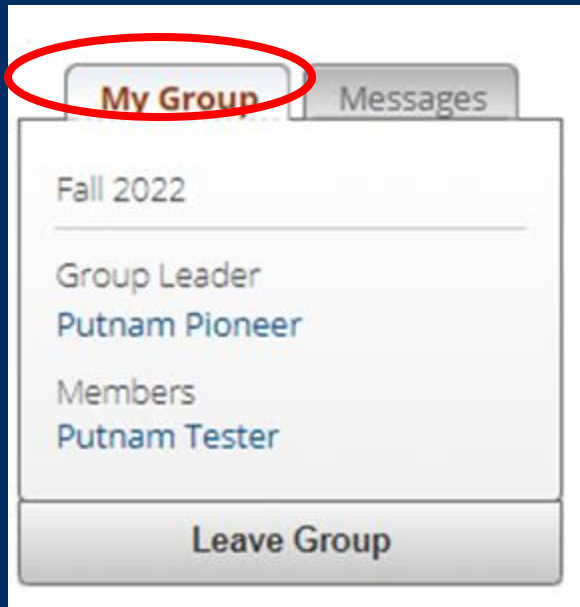 My Group Messages
Fall 2022
Group Leader
Putnam Pioneer
Members
Putnam Tester
Leave Group